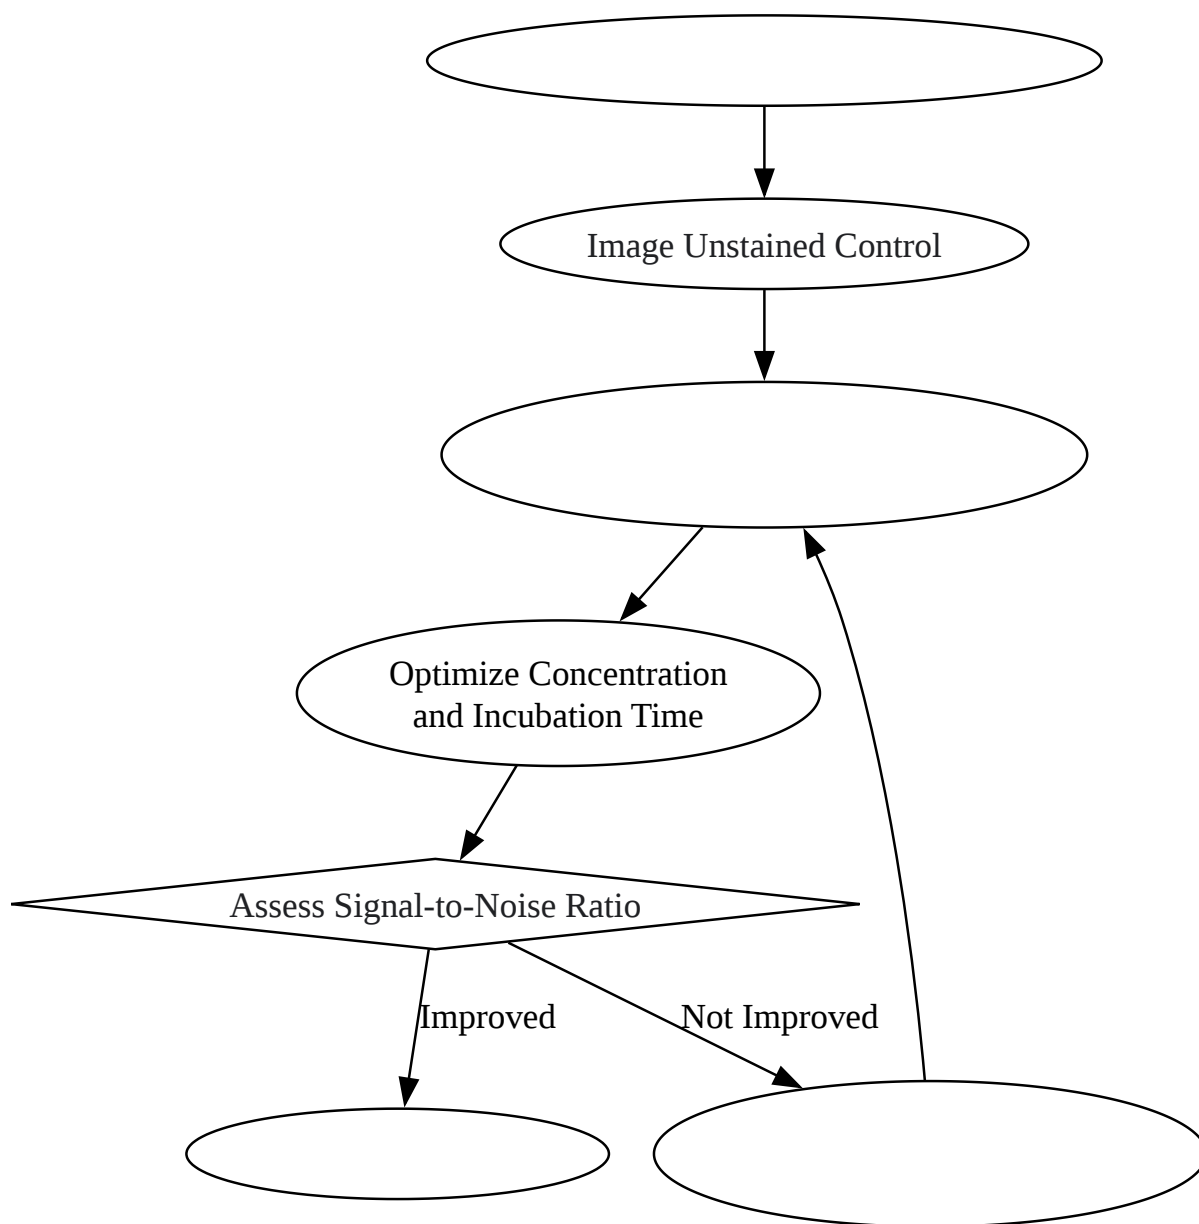 Image Unstained Control
Optimize Concentration
and Incubation Time
Assess Signal-to-Noise Ratio
Improved
Not Improved